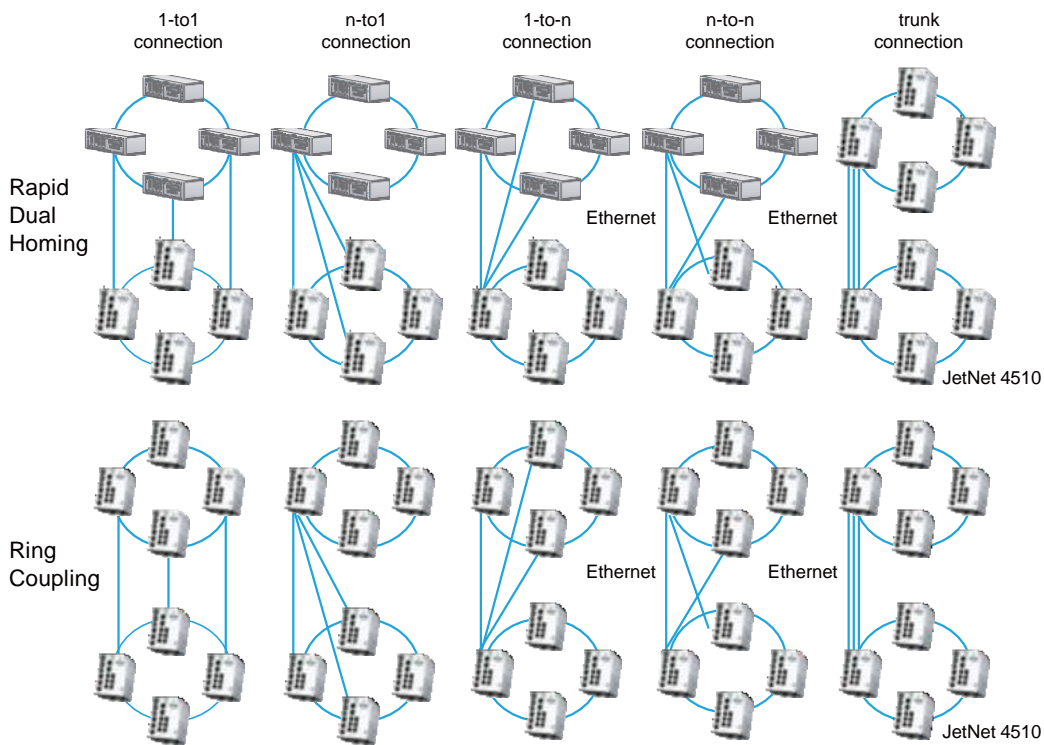 1-to1
connection
n-to1
connection
1-to-n
connection
n-to-n
connection
trunk
connection
Rapid
Dual
Homing
Ethernet
Ethernet
JetNet 4510
Ring
Coupling
Ethernet
Ethernet
JetNet 4510